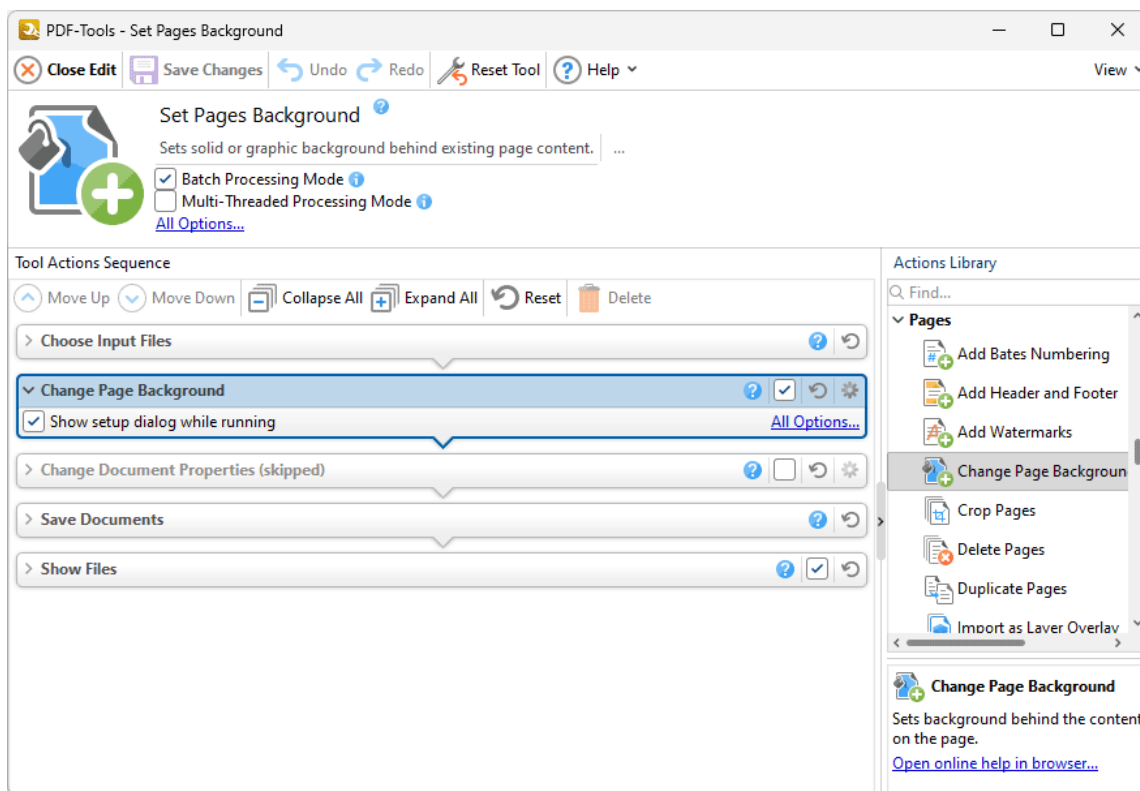 PDF-Tools - Set Pages Background
Close Edit Save Changes Undo Redo Reset Tool Help View
Set Pages Background
Sets solid or graphic background behind existing page content. ...
Batch Processing Mode
Multi-Threaded Processing Mode
All Options...
Tool Actions Sequence
Move Up Move Down Collapse All Expand All Reset Delete
Choose Input Files
Change Page Background
Show setup dialog while running All Options...
Change Document Properties (skipped)
Save Documents
Show Files
Actions Library
Find...
Pages
Add Bates Numbering
Add Header and Footer
Add Watermarks
Change Page Backgroun
Crop Pages
Delete Pages
Duplicate Pages
Import as Layer Overlay
Change Page Background
Sets background behind the content
on the page.
Open online help in browser...